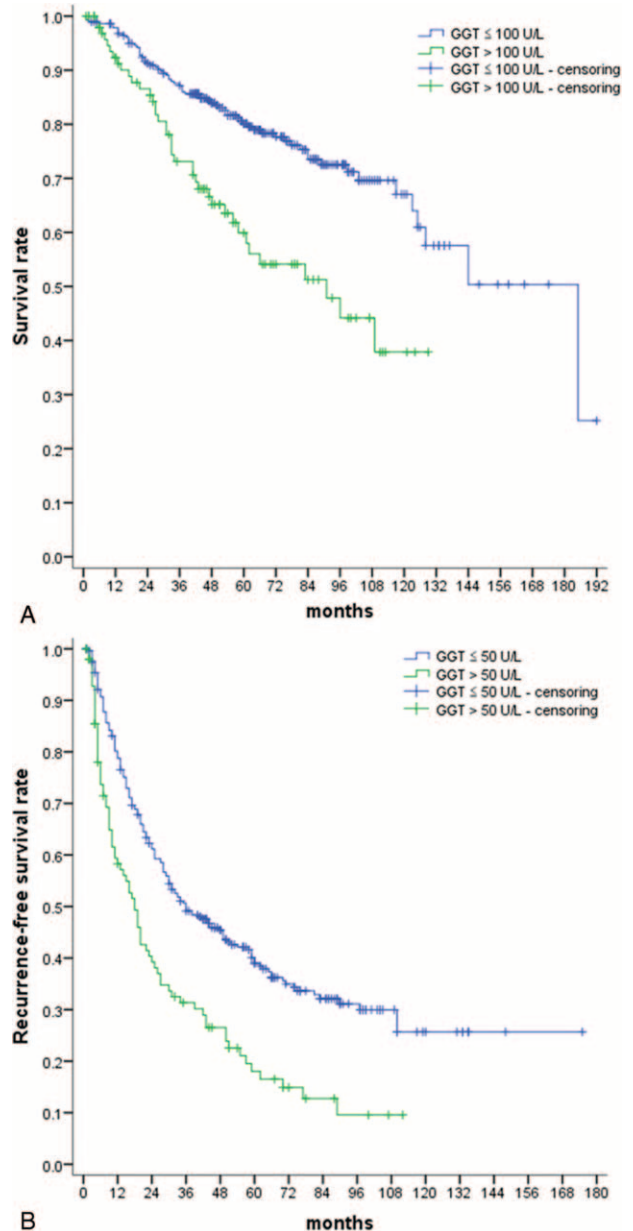 1.0
0.9
0.8
0.7
0.6
0.5
0.4
0.3
0.2
0.1
0.0
Survival rate
GGT ≤ 100 U/L
GGT > 100 U/L
GGT ≤ 100 U/L - censoring
GGT > 100 U/L - censoring
0 12 24 36 48 60 72 84 96 108 120 132 144 156 168 180 192
months
A
1.0
0.9
0.8
0.7
0.6
0.5
0.4
0.3
0.2
0.1
0.0
Recurrence-free survival rate
GGT ≤ 50 U/L
GGT > 50 U/L
GGT ≤ 50 U/L - censoring
GGT > 50 U/L - censoring
0 12 24 36 48 60 72 84 96 108 120 132 144 156 168 180
months
B